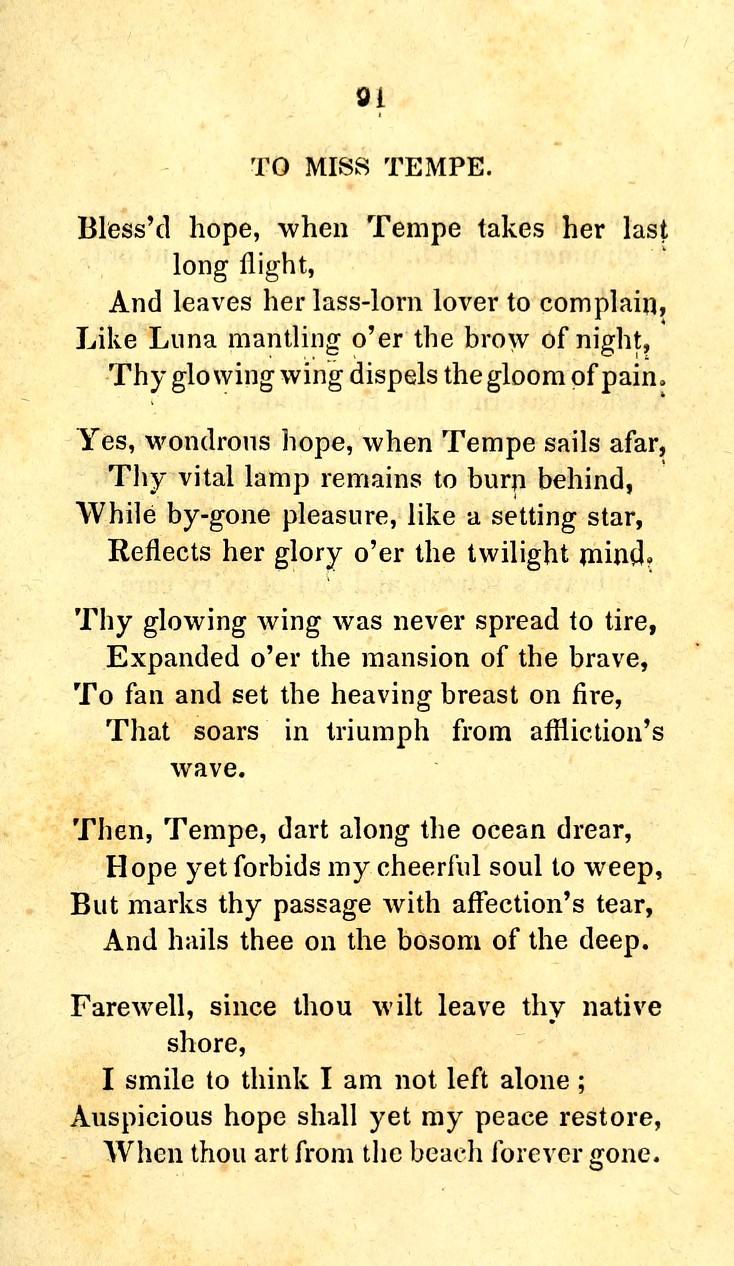 91
TO MISS TEMPE.
Bless'd hope, when Tempe takes her last
long flight,
And leaves her lass-lorn lover to complain,
Like Luna mantling o'er the brow of night,
Thy glowing wing dispels the gloom of pain.
Yes, wondrous hope, when Tempe sails afar,
Thy vital lamp remains to burn behind,
While by-gone pleasure, like a setting star,
Reflects her glory o'er the twilight mind.
Thy glowing wing was never spread to tire,
Expanded o'er the mansion of the brave,
To fan and set the heaving breast on fire,
That soars in triumph from affliction's
wave.
Then, Tempe, dart along the ocean drear,
Hope yet forbids my cheerful soul to weep,
But marks thy passage with affection's tear,
And hails thee on the bosom of the deep.
Farewell, since thou wilt leave thy native
shore,
I smile to think I am not left alone ;
Auspicious hope shall yet my peace restore,
When thou art from the beach forever gone.